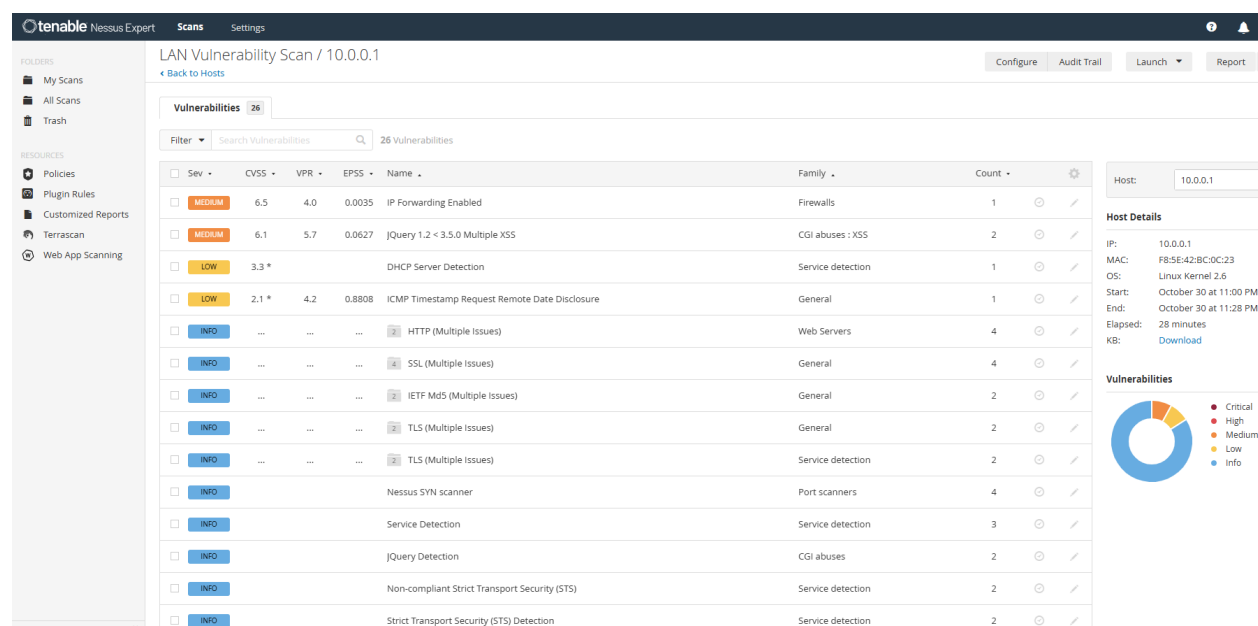 tenable Nessus Expert Scans Settings
FOLDERS
My Scans
All Scans
Trash
RESOURCES
Policies
Plugin Rules
Customized Reports
Terrascan
Web App Scanning
LAN Vulnerability Scan / 10.0.0.1
Back to Hosts
Configure Audit Trail Launch Report
Vulnerabilities 26
Filter Search Vulnerabilities 26 Vulnerabilities
Sev CVSS VPR EPSS Name Family Count
MEDIUM 6.5 4.0 0.0035 IP Forwarding Enabled Firewalls 1
MEDIUM 6.1 5.7 0.0627 JQuery 1.2 < 3.5.0 Multiple XSS CGI abuses : XSS 2
LOW 3.3 * DHCP Server Detection Service detection 1
LOW 2.1 * 4.2 0.8808 ICMP Timestamp Request Remote Date Disclosure General 1
INFO ... ... ... 2 HTTP (Multiple Issues) Web Servers 4
INFO ... ... ... 4 SSL (Multiple Issues) General 4
INFO ... ... ... 2 IETF Md5 (Multiple Issues) General 2
INFO ... ... ... 2 TLS (Multiple Issues) General 2
INFO ... ... ... 2 TLS (Multiple Issues) Service detection 2
INFO Nessus SYN scanner Port scanners 4
INFO Service Detection Service detection 3
INFO JQuery Detection CGI abuses 2
INFO Non-compliant Strict Transport Security (STS) Service detection 2
INFO Strict Transport Security (STS) Detection Service detection 2
Host: 10.0.0.1
Host Details
IP: 10.0.0.1
MAC: F8:5E:42:BC:0C:23
OS: Linux Kernel 2.6
Start: October 30 at 11:00 PM
End: October 30 at 11:28 PM
Elapsed: 28 minutes
KB: Download
Vulnerabilities
Critical
High
Medium
Low
Info